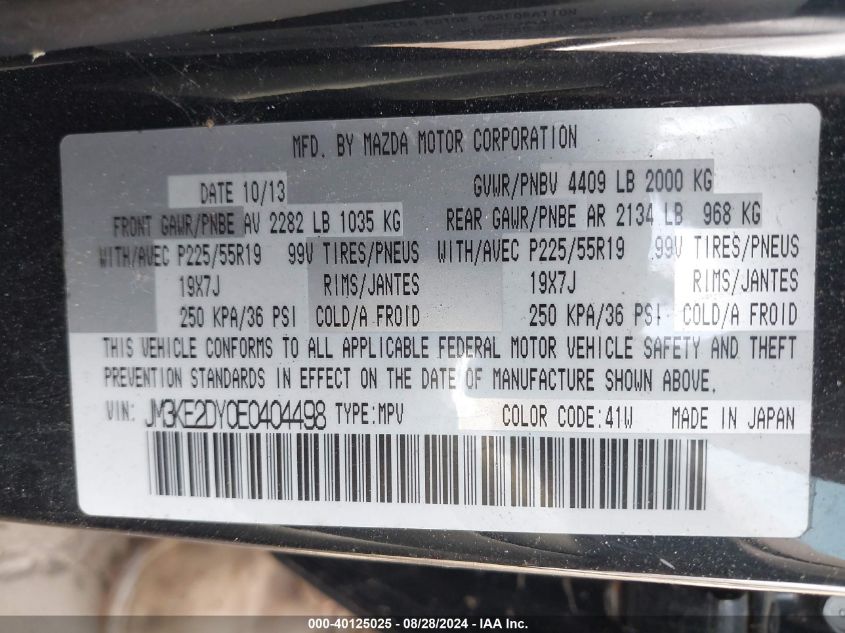 MFD. BY MAZDA MOTOR CORPORATION
DATE 10/13 GVWR/PNBV 4409 LB 2000 KG
FRONT GAWR/PNBE AV 2282 LB 1035 KG REAR GAWR/PNBE AR 2134 LB 968 KG
WITH/AVEC P225/55R19 99V TIRES/PNEUS WITH/AVEC P225/55R19 99V TIRES/PNEUS
19X7J RIMS/JANTES 19X7J RIMS/JANTES
250 KPA/36 PSI COLD/A FROID 250 KPA/36 PSI COLD/A FROID
THIS VEHICLE CONFORMS TO ALL APPLICABLE FEDERAL MOTOR VEHICLE SAFETY AND THEFT
PREVENTION STANDARDS IN EFFECT ON THE DATE OF MANUFACTURE SHOWN ABOVE.
VIN: JM3KE2DY0E0404498 TYPE:MPV COLOR CODE:41W MADE IN JAPAN
000-40125025 - 08/28/2024 - IAA Inc.